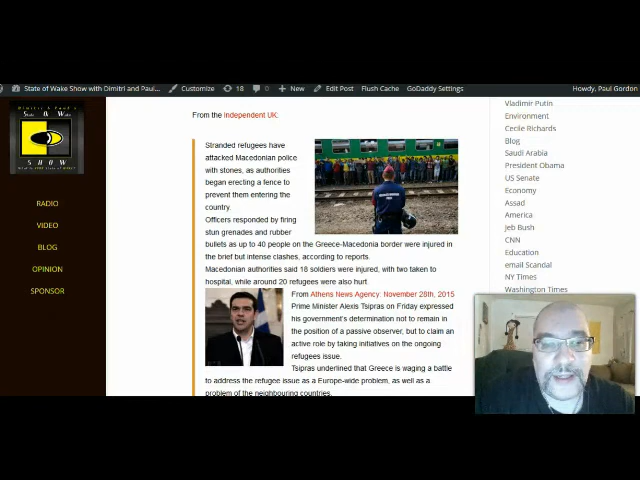 State of Wake Show with Dimitri and Paul...
Customize
18
0
New
Edit Post
Flush Cache
GoDaddy Settings
Howdy, Paul Gordon
Dimitri & Paul's
State Of Wake
SHOW
RADIO
VIDEO
BLOG
OPINION
SPONSOR
From the Independent UK:
Stranded refugees have
attacked Macedonian police
with stones, as authorities
began erecting a fence to
prevent them entering the
country.
Officers responded by firing
stun grenades and rubber
bullets as up to 40 people on the Greece-Macedonia border were injured in
the brief but intense clashes, according to reports.
Macedonian authorities said 18 soldiers were injured, with two taken to
hospital, while around 20 refugees were also hurt.
From Athens News Agency: November 28th, 2015
Prime Minister Alexis Tsipras on Friday expressed
his government's determination not to remain in
the position of a passive observer, but to claim an
active role by taking initiatives on the ongoing
refugees issue.
Tsipras underlined that Greece is waging a battle
to address the refugee issue as a Europe-wide problem, as well as a
problem of the neighbouring countries.
Vladimir Putin
Environment
Cecile Richards
Blog
Saudi Arabia
President Obama
US Senate
Economy
Assad
America
Jeb Bush
CNN
Education
email Scandal
NY Times
Washington Times